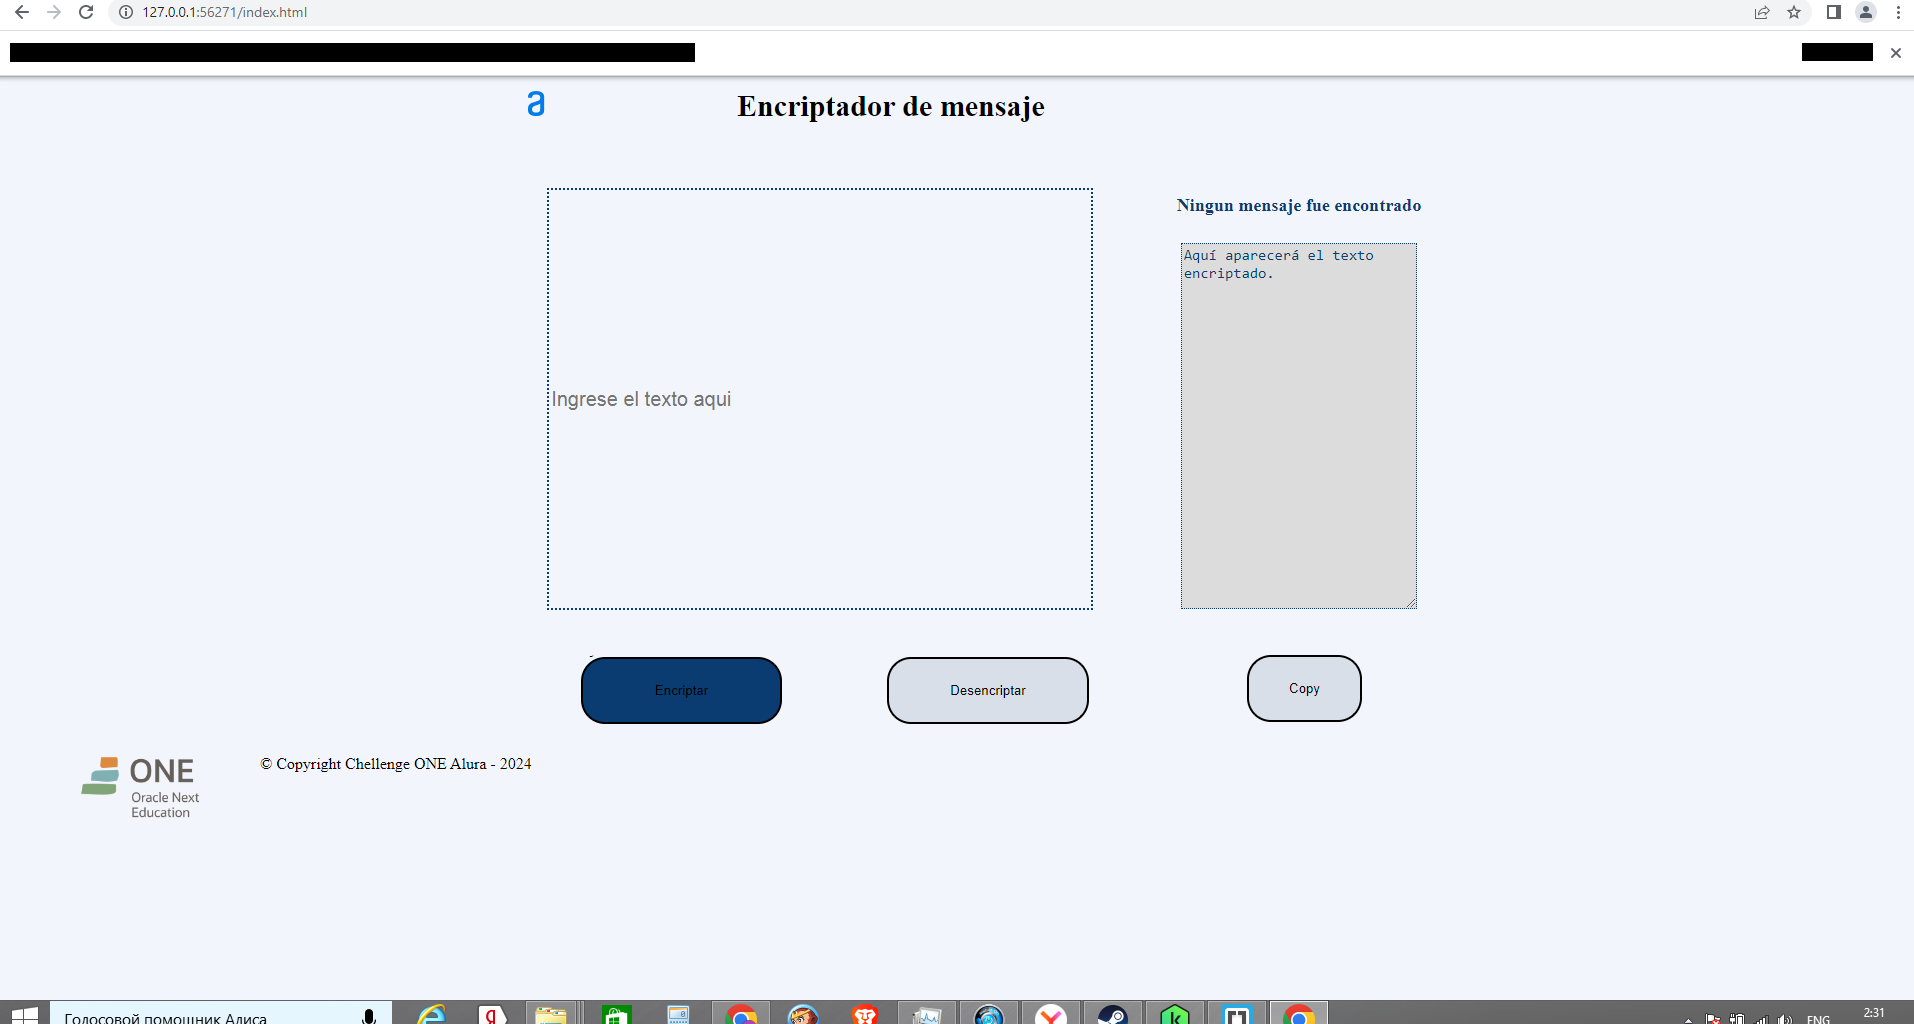 127.0.0.1:56271/index.html
a
Encriptador de mensaje
Ningun mensaje fue encontrado
Aquí aparecerá el texto
encriptado.
Ingrese el texto aqui
Encriptar
Desencriptar
Copy
ONE
Oracle Next
Education
© Copyright Chellenge ONE Alura - 2024
Голосовой помощник Алиса
ENG
2:31